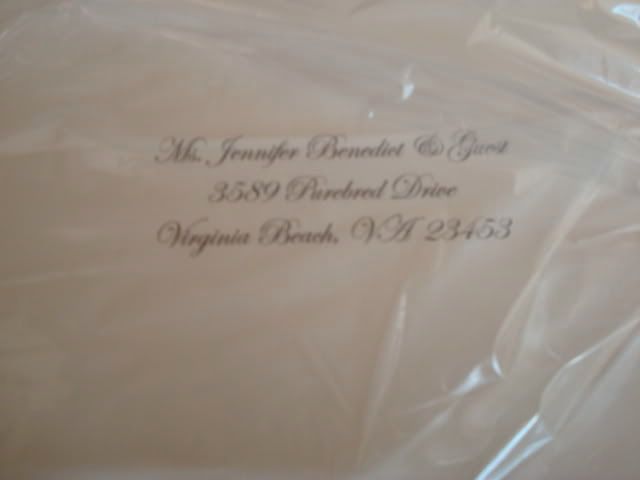 Ms. Jennifer Benedict & Guest
3589 Purebred Drive
Virginia Beach, VA 23453